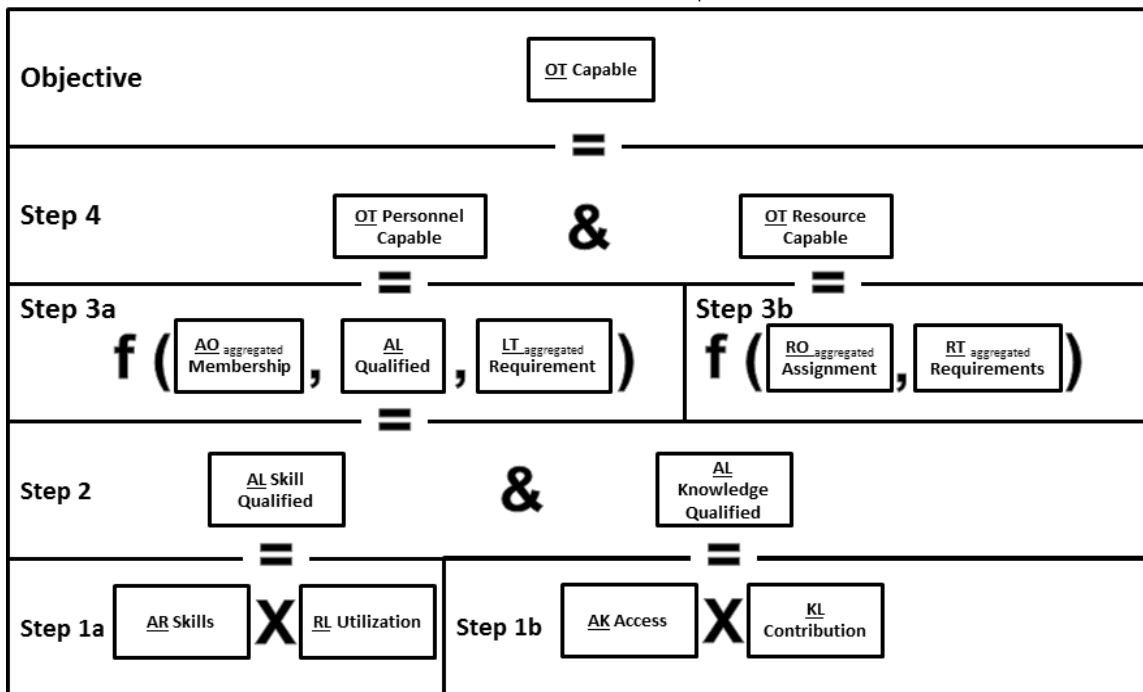 OT Capable
Objective
=
Step 4
OT Personnel
Capable
&
OT Resource
Capable
=
=
Step 3a
f ( AO aggregated
Membership , AL
Qualified , LT aggregated
Requirement )
Step 3b
f ( RO aggregated
Assignment , RT aggregated
Requirements )
=
Step 2
AL Skill
Qualified
&
AL
Knowledge
Qualified
=
=
Step 1a
AR Skills
X
RL Utilization
Step 1b
AK Access
X
KL
Contribution